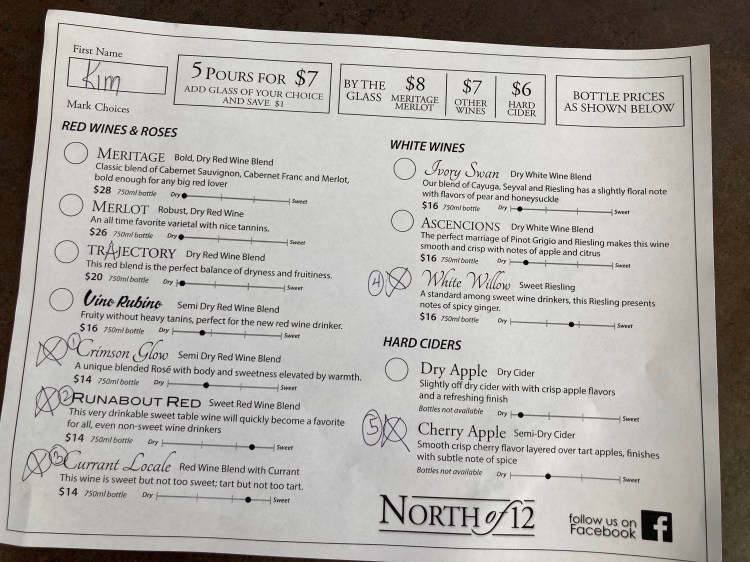 First Name
Kim
Mark Choices
5 POURS FOR $7
ADD GLASS OF YOUR CHOICE
AND SAVE $1
BY THE
GLASS
$8
MERITAGE
MERLOT
$7
OTHER
WINES
$6
HARD
CIDER
BOTTLE PRICES
AS SHOWN BELOW
RED WINES & ROSES
MERITAGE Bold, Dry Red Wine Blend
Classic blend of Cabernet Sauvignon, Cabernet Franc and Merlot,
bold enough for any big red lover
$28 750ml bottle Dry Sweet
MERLOT Robust, Dry Red Wine
An all time favorite varietal with nice tannins.
$26 750ml bottle Dry Sweet
TRAJECTORY Dry Red Wine Blend
This red blend is the perfect balance of dryness and fruitiness.
$20 750ml bottle Dry Sweet
Vino Rubino Semi Dry Red Wine Blend
Fruity without heavy tanins, perfect for the new red wine drinker.
$16 750ml bottle Dry Sweet
1 Crimson Glow Semi Dry Red Wine Blend
A unique blended Rosé with body and sweetness elevated by warmth.
$14 750ml bottle Dry Sweet
2 RUNABOUT RED Sweet Red Wine Blend
This very drinkable sweet table wine will quickly become a favorite
for all, even non-sweet wine drinkers
$14 750ml bottle Dry Sweet
3 Currant Locale Red Wine Blend with Currant
This wine is sweet but not too sweet; tart but not too tart.
$14 750ml bottle Dry Sweet
WHITE WINES
Ivory Swan Dry White Wine Blend
Our blend of Cayuga, Seyval and Riesling has a slightly floral note
with flavors of pear and honeysuckle
$16 750ml bottle Dry Sweet
ASCENCIONS Dry White Wine Blend
The perfect marriage of Pinot Grigio and Riesling makes this wine
smooth and crisp with notes of apple and citrus
$16 750ml bottle Dry Sweet
4 White Willow Sweet Riesling
A standard among sweet wine drinkers, this Riesling presents
notes of spicy ginger.
$16 750ml bottle Dry Sweet
HARD CIDERS
Dry Apple Dry Cider
Slightly off dry cider with with crisp apple flavors
and a refreshing finish
Bottles not available Dry Sweet
5 Cherry Apple Semi-Dry Cider
Smooth crisp cherry flavor layered over tart apples, finishes
with subtle note of spice
Bottles not available Dry Sweet
NORTH of 12
follow us on
Facebook
f